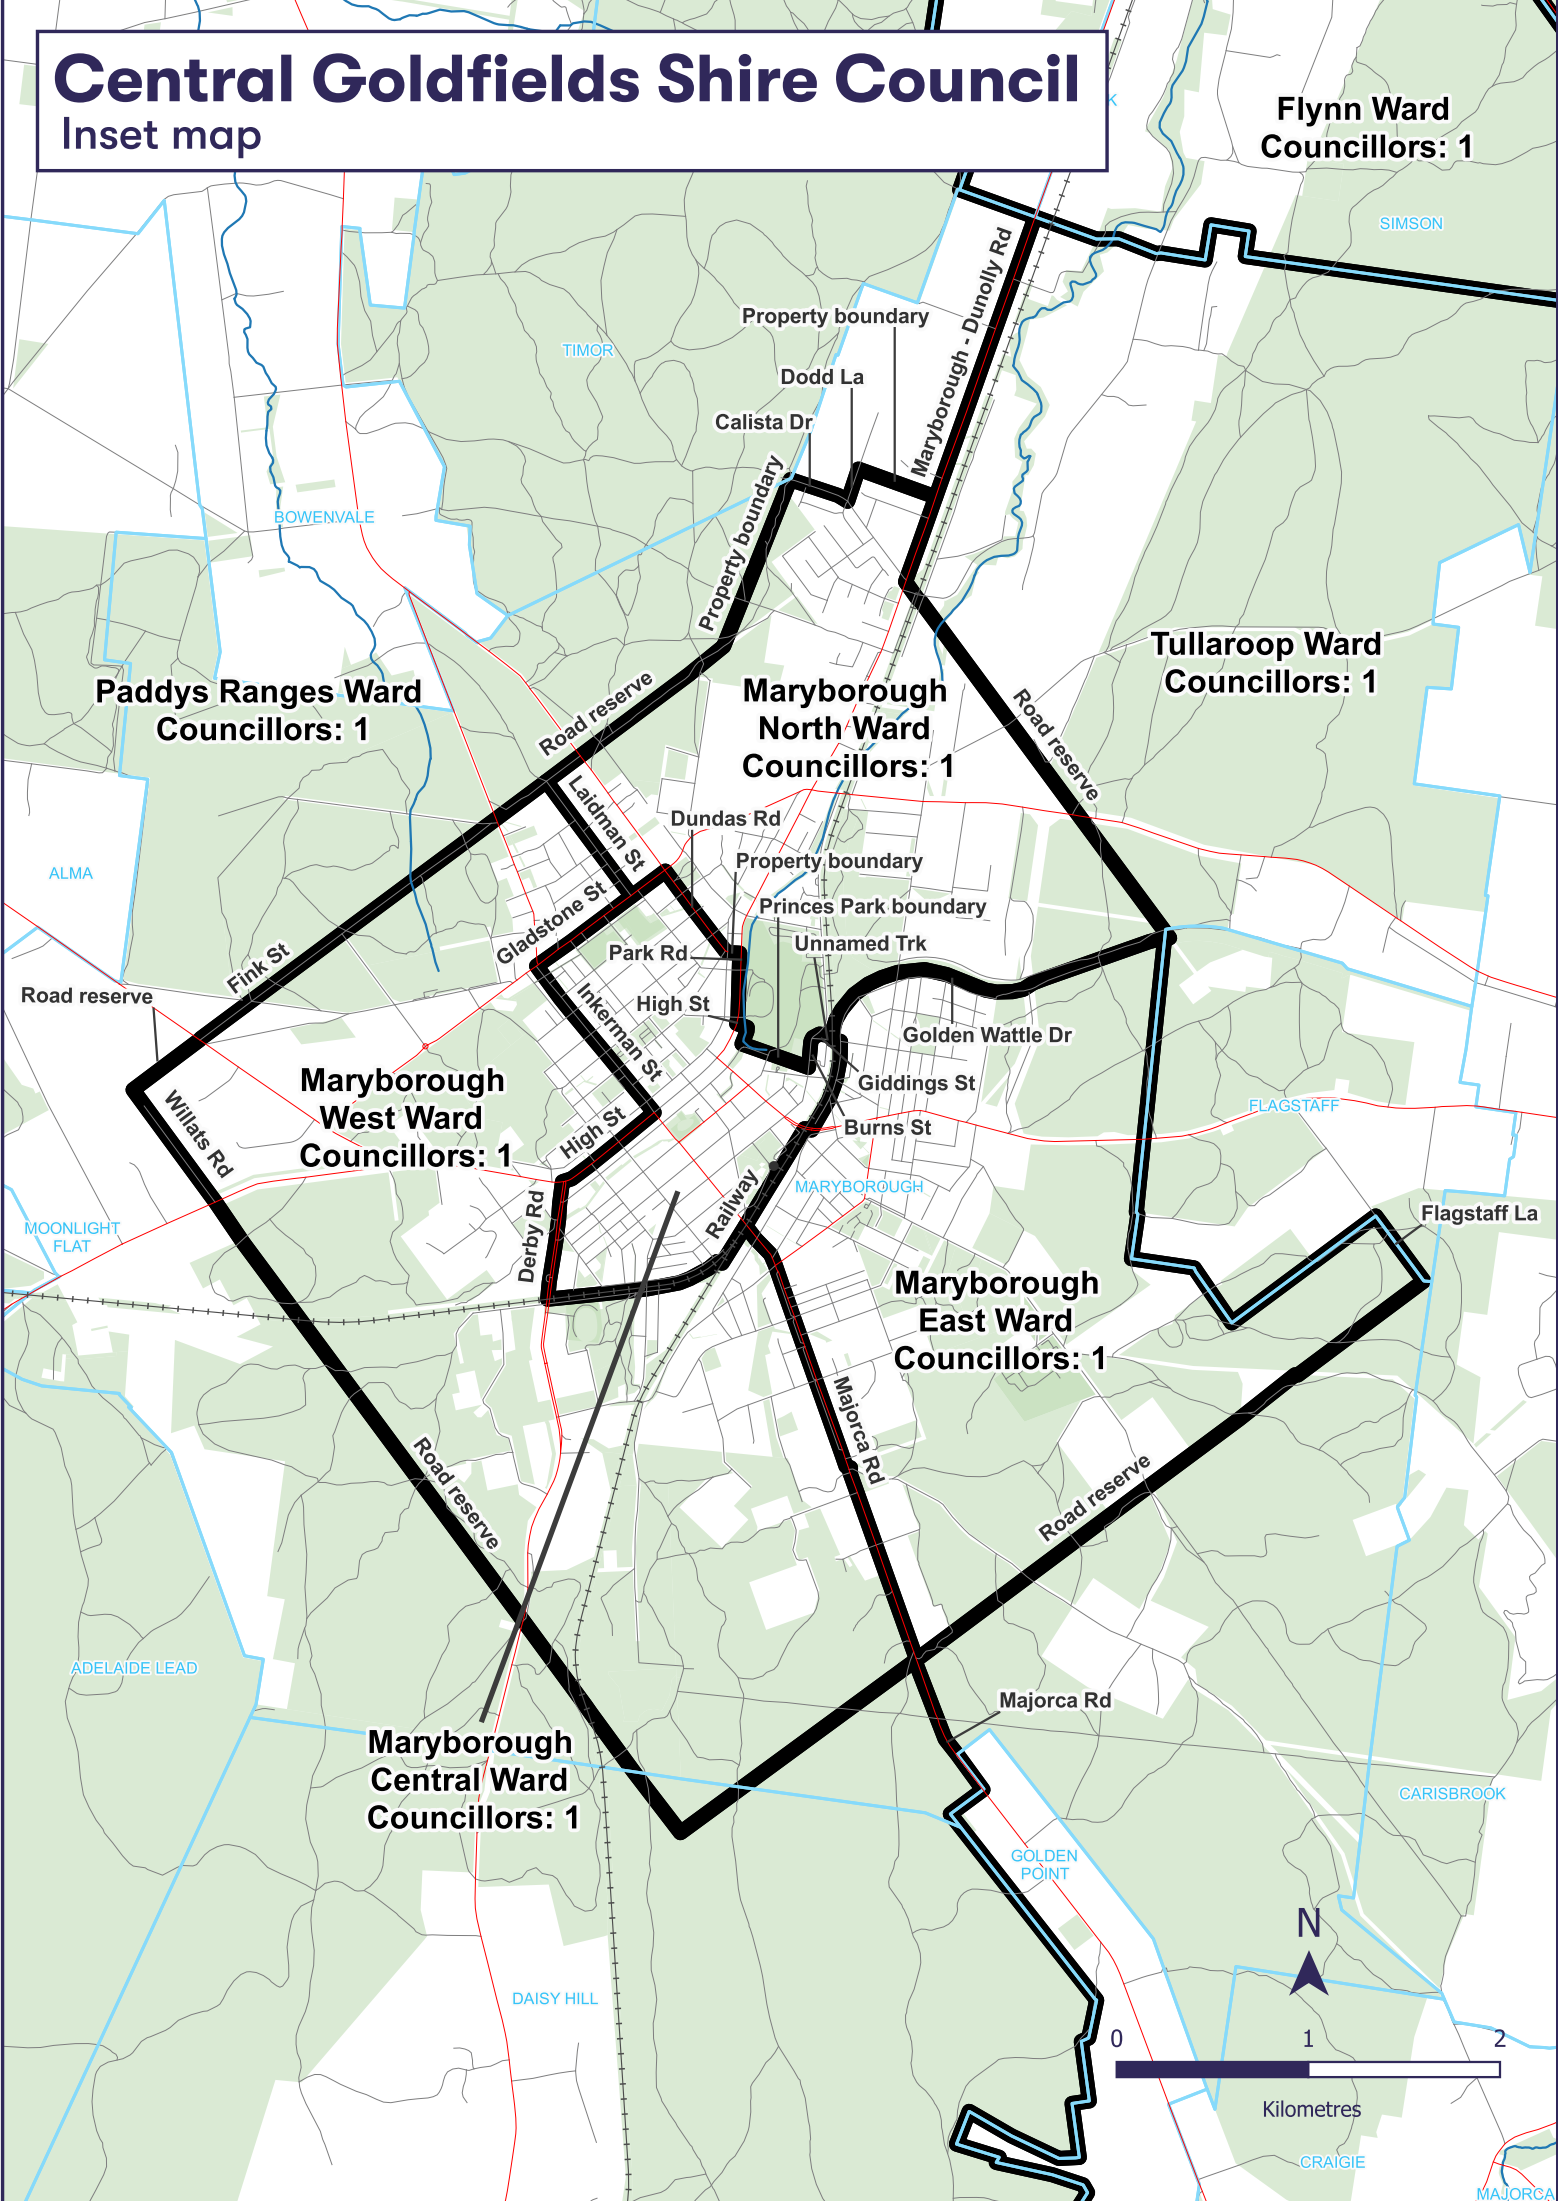 Central Goldfields Shire Council
Inset map
K
Flynn Ward
Councillors: 1
SIMSON
Maryborough - Dunolly Rd
Property boundary
TIMOR
Dodd La
Calista Dr
Property boundary
BOWENVALE
Tullaroop Ward
Councillors: 1
Paddys Ranges Ward
Councillors: 1
Road reserve
Maryborough
North Ward
Councillors: 1
Road reserve
Laidman St
Dundas Rd
Property boundary
ALMA
Gladstone St
Princes Park boundary
Park Rd
Unnamed Trk
Fink St
Road reserve
Inkerman St
High St
Golden Wattle Dr
Giddings St
Maryborough
West Ward
Councillors: 1
Willats Rd
High St
Burns St
FLAGSTAFF
MARYBOROUGH
Railway
Derby Rd
MOONLIGHT
FLAT
Flagstaff La
Maryborough
East Ward
Councillors: 1
Majorca Rd
Road reserve
Road reserve
ADELAIDE LEAD
Majorca Rd
Maryborough
Central Ward
Councillors: 1
CARISBROOK
GOLDEN
POINT
DAISY HILL
N
0 1 2
Kilometres
CRAIGIE
MAJORCA